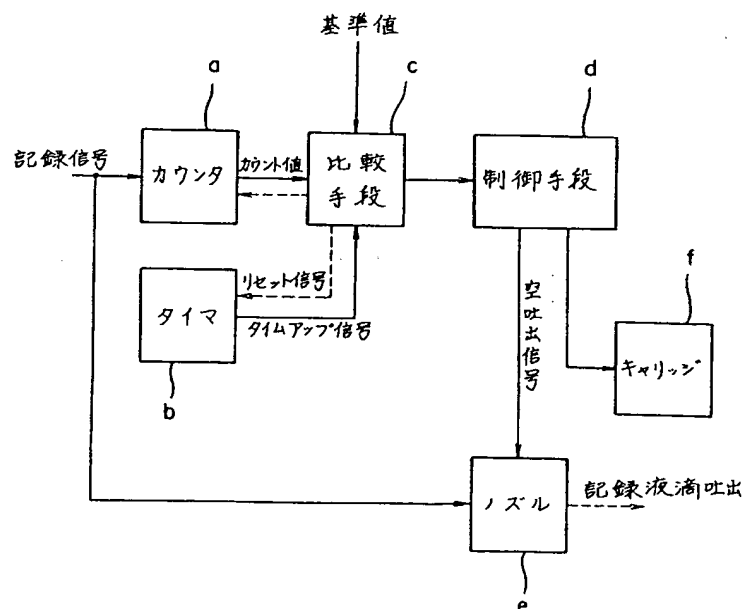 基準値
a
c
d
記録信号
カウンタ
カウント値
比較
手段
制御手段
リセット信号
タイマ
タイムアップ信号
b
空吐出信号
f
キャリッジ
ノズル
記録液滴吐出
e